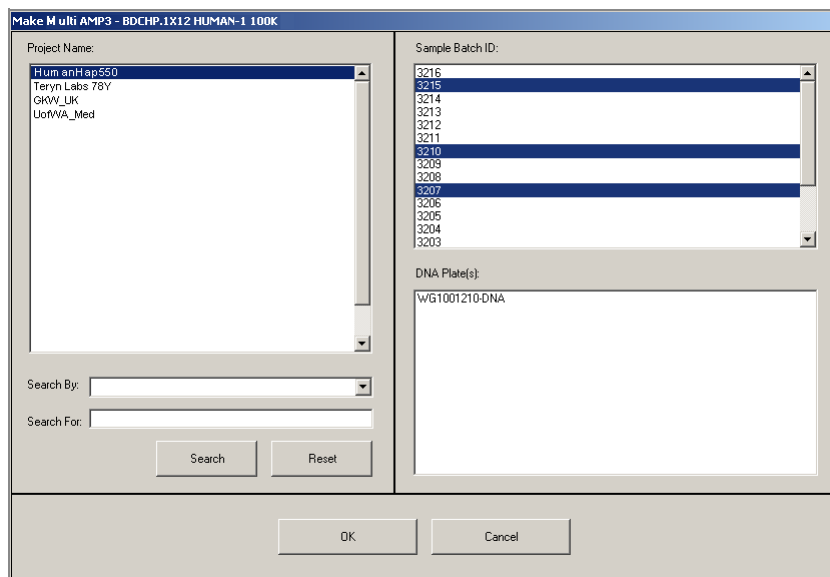 Make Multi AMP3 - BDCHP.1X12 HUMAN-1 100K
Project Name:
HumanHap550
Teryn Labs 78Y
GKW_UK
UofWA_Med
Search By:
Search For:
Search
Reset
Sample Batch ID:
3216
3215
3214
3213
3212
3211
3210
3209
3208
3207
3206
3205
3204
3203
DNA Plate(s):
WG1001210-DNA
OK
Cancel